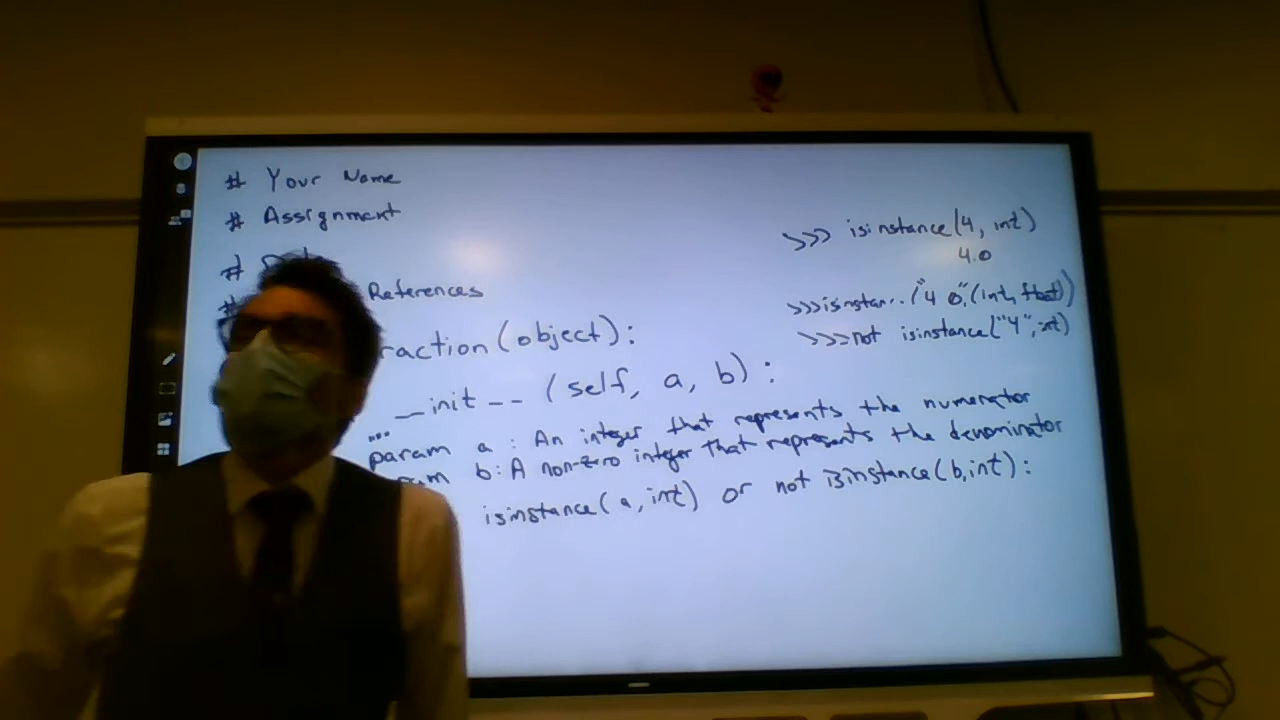 # Your Name
# Assignment
#
# References
raction (object):
__init__ (self, a, b):
"""
param a : An integer that represents the numerator
b: A non-zero integer that represents the denominator
isinstance(a, int) or not isinstance(b, int):
>>> isinstance(4, int)
4.0
>>>isinstan..("4 0",(int, float))
>>>not isinstance("4", int)